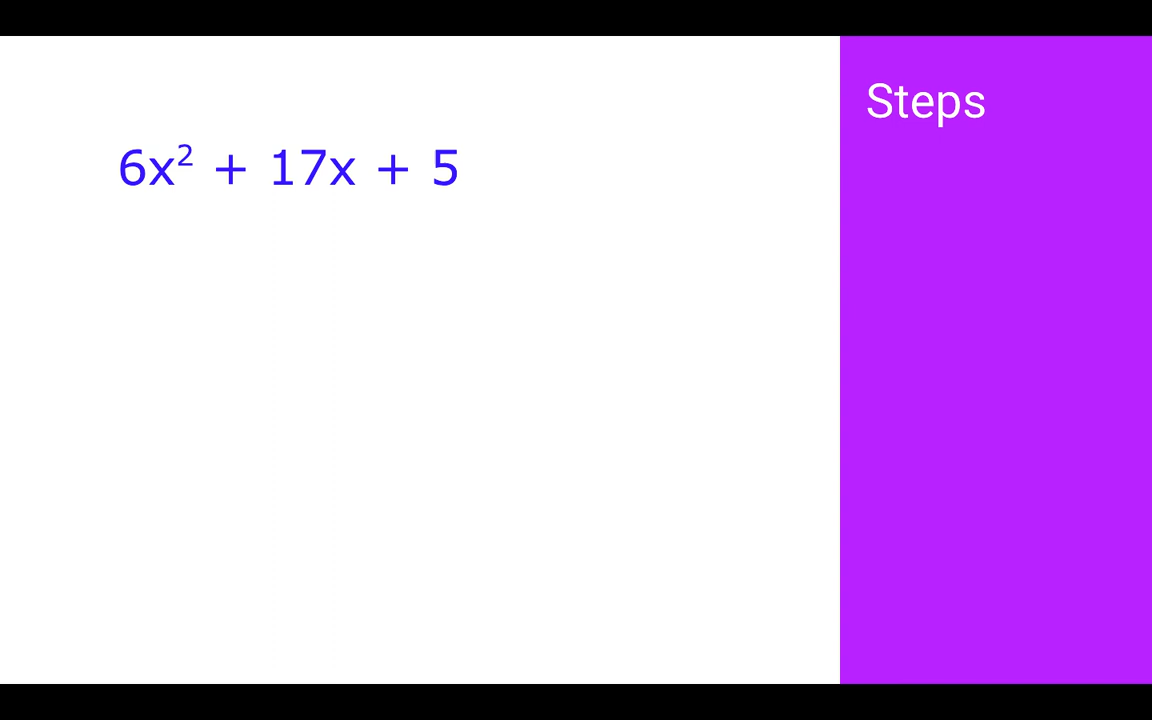 6x² + 17x + 5
Steps